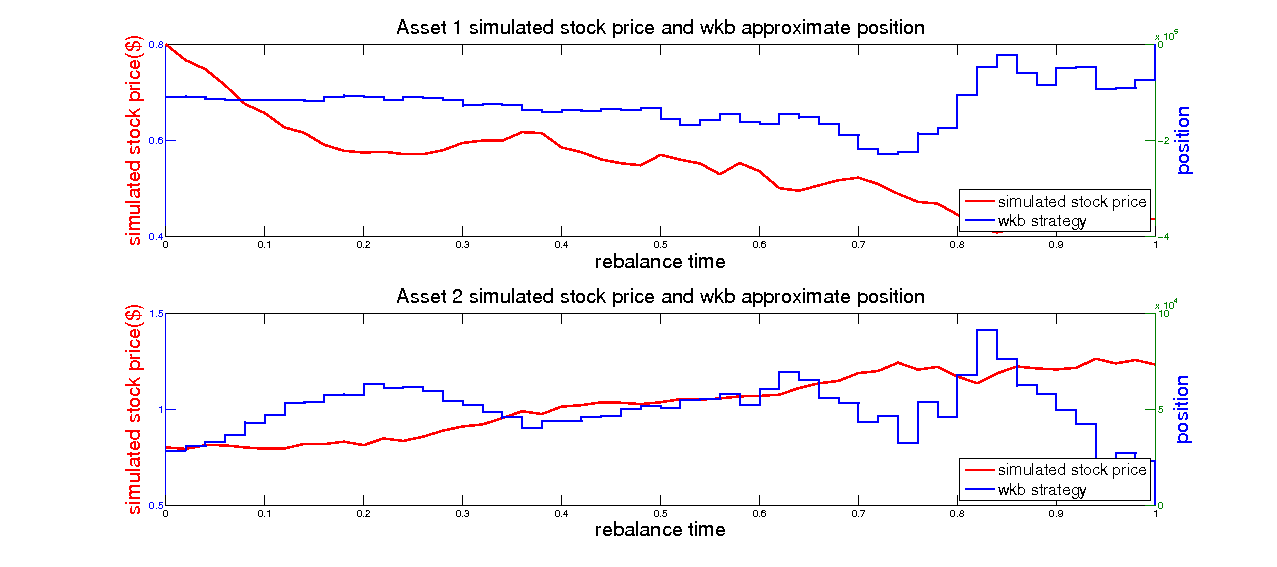 Asset 1 simulated stock price and wkb approximate position
x 10^5
simulated stock price($)
0.8
0.6
0.4
0
-2
-4
position
simulated stock price
wkb strategy
0 0.1 0.2 0.3 0.4 0.5 0.6 0.7 0.8 0.9 1
rebalance time
Asset 2 simulated stock price and wkb approximate position
x 10^4
simulated stock price($)
1.5
1
0.5
10
5
0
position
simulated stock price
wkb strategy
0 0.1 0.2 0.3 0.4 0.5 0.6 0.7 0.8 0.9 1
rebalance time